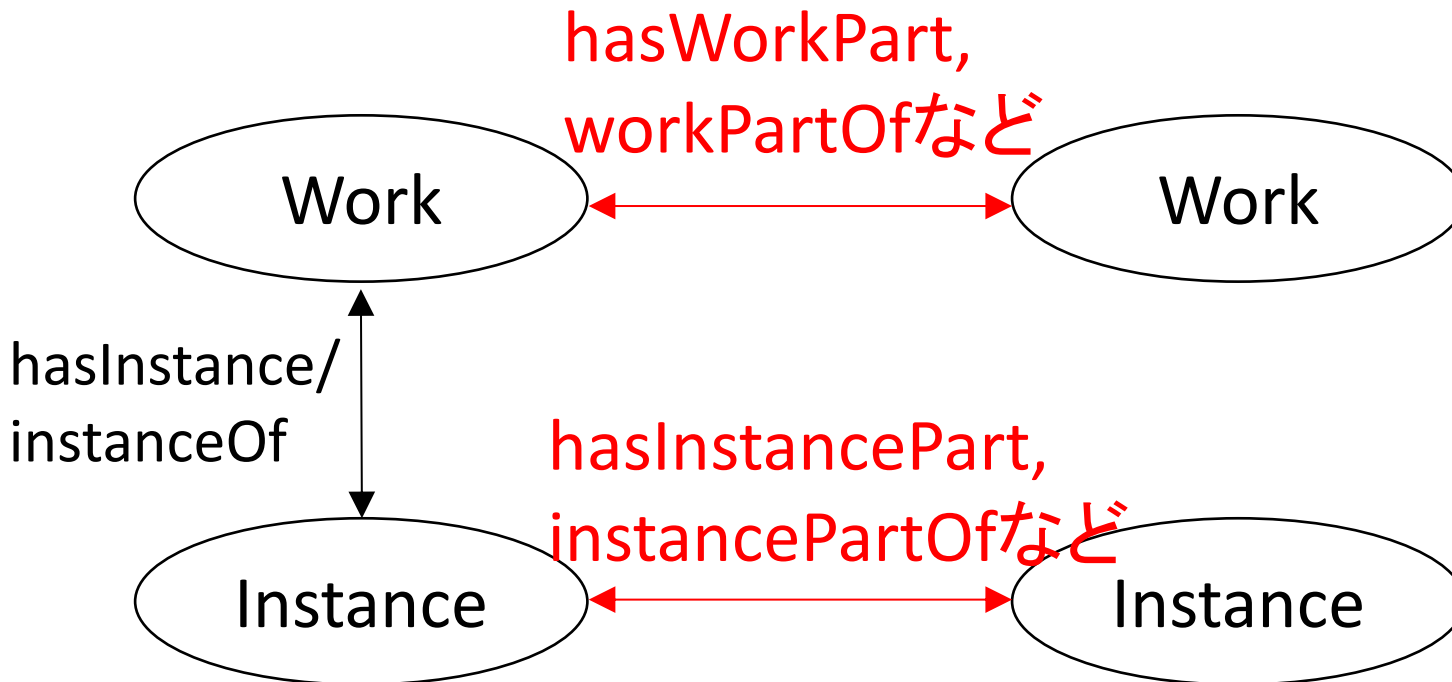 hasWorkPart,
workPartOfなど
Work
Work
hasInstance/
instanceOf
hasInstancePart,
instancePartOfなど
Instance
Instance